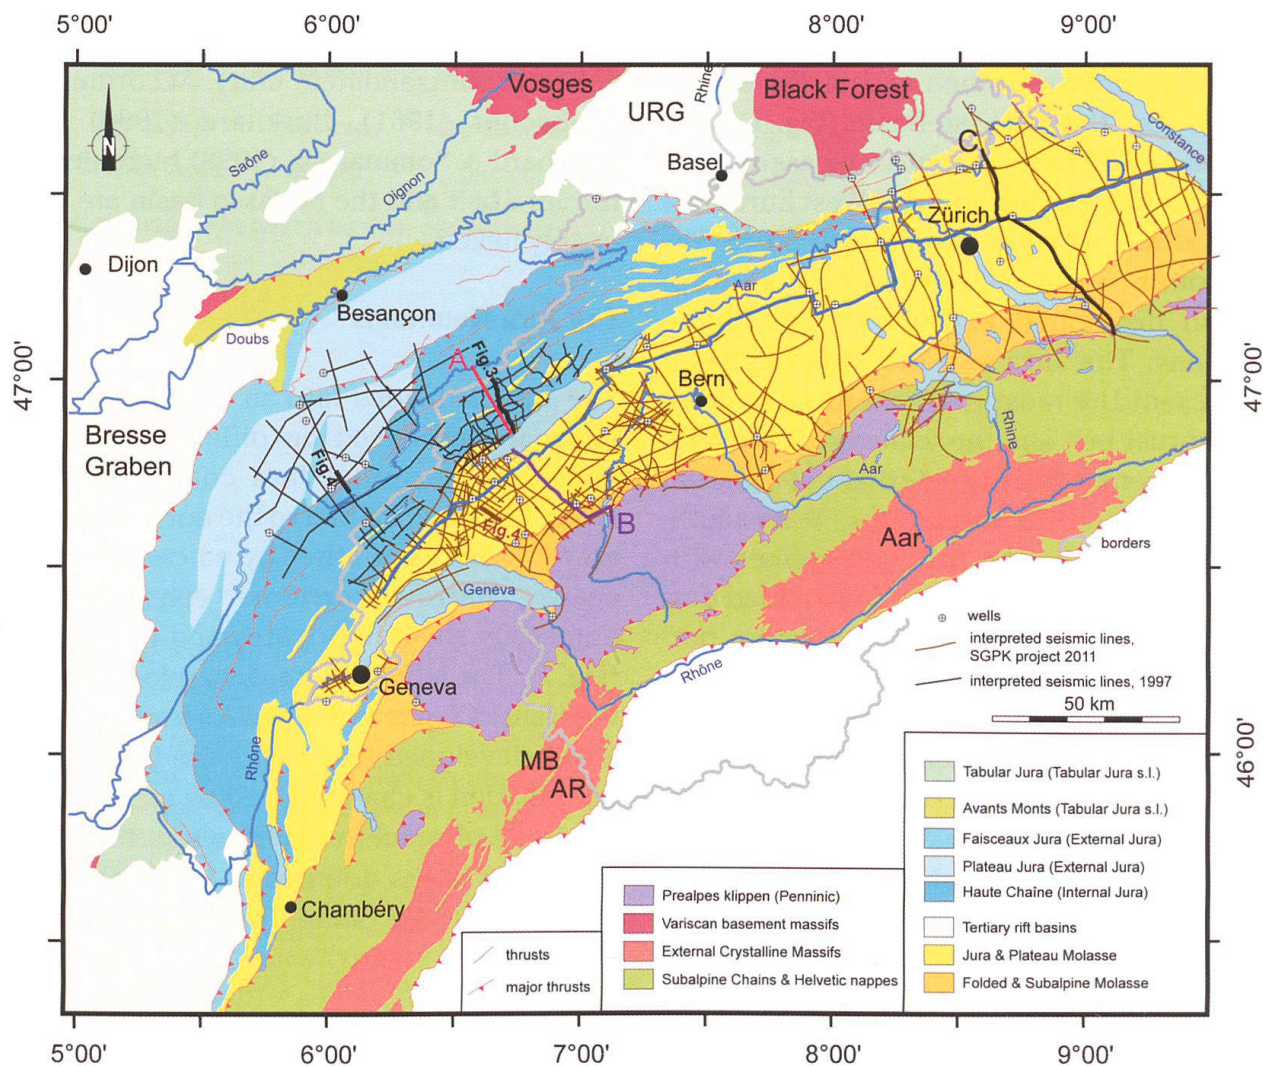 5°00'
6°00'
8°00'
9°00'
Vosges
URG
Rhine
Black Forest
Constance
N
Saône
Oignon
Basel
C
D
Zürich
Dijon
Besançon
Doubs
Aar
47°00'
47°00'
A
Fig.3
Bern
Bresse
Graben
Fig.4
Rhine
Aar
Fig.4
B
Aar
borders
Geneva
wells
interpreted seismic lines,
SGPK project 2011
interpreted seismic lines, 1997
50 km
Rhône
Geneva
Rhône
MB
AR
46°00'
Tabular Jura (Tabular Jura s.l.)
Avants Monts (Tabular Jura s.l.)
Faisceaux Jura (External Jura)
Plateau Jura (External Jura)
Haute Chaîne (Internal Jura)
Tertiary rift basins
Jura & Plateau Molasse
Folded & Subalpine Molasse
Prealpes klippen (Penninic)
Variscan basement massifs
External Crystalline Massifs
Subalpine Chains & Helvetic nappes
Chambéry
thrusts
major thrusts
5°00'
6°00'
7°00'
8°00'
9°00'